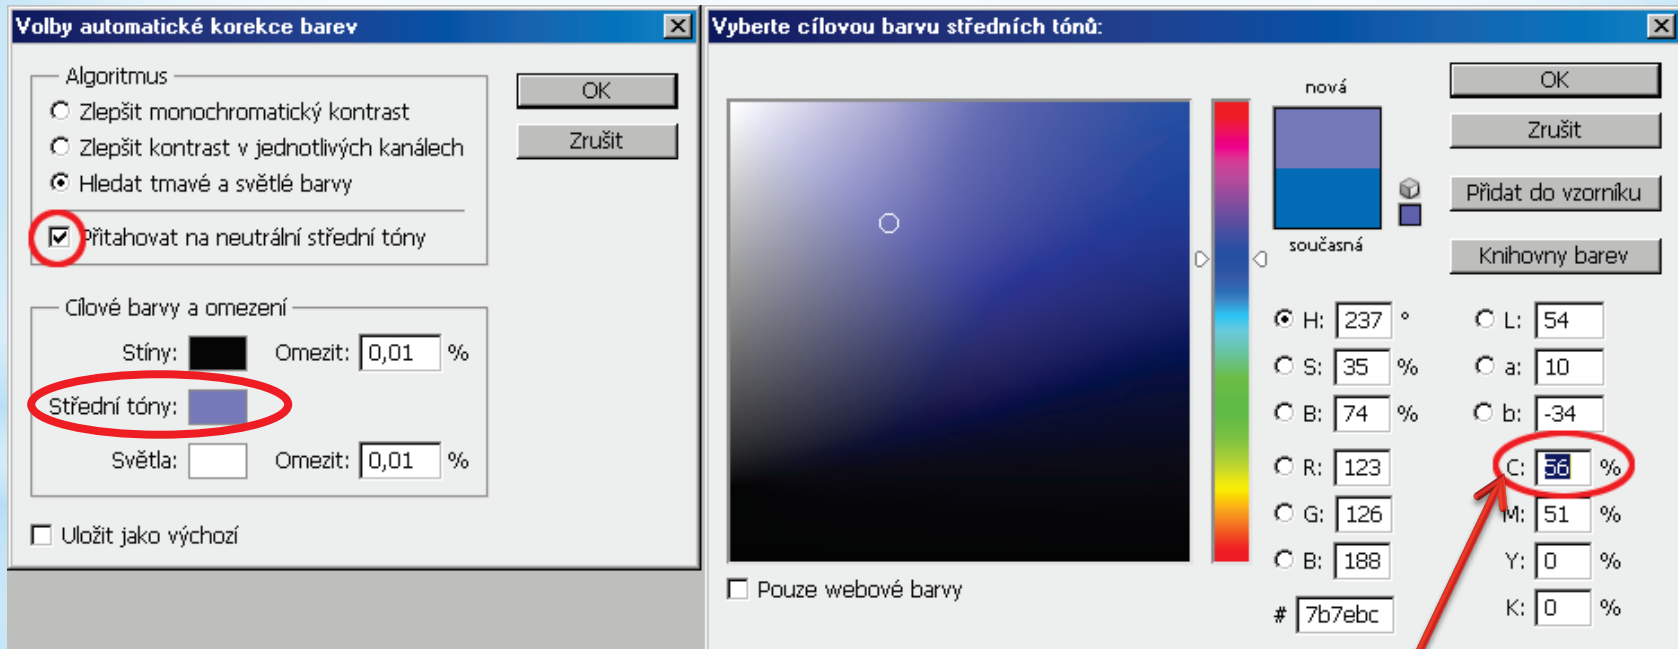 Volby automatické korekce barev
Algoritmus
Zlepšit monochromatický kontrast
Zlepšit kontrast v jednotlivých kanálech
Hledat tmavé a světlé barvy
Přitahovat na neutrální střední tóny
OK
Zrušit
Cílové barvy a omezení
Stíny: Omezit: 0,01 %
Střední tóny:
Světla: Omezit: 0,01 %
Uložit jako výchozí
Vyberte cílovou barvu středních tónů:
nová
současná
OK
Zrušit
Přidat do vzorníku
Knihovny barev
H: 237 ° L: 54
S: 35 % a: 10
B: 74 % b: -34
R: 123 C: 56 %
G: 126 M: 51 %
B: 188 Y: 0 %
# 7b7ebc K: 0 %
Pouze webové barvy